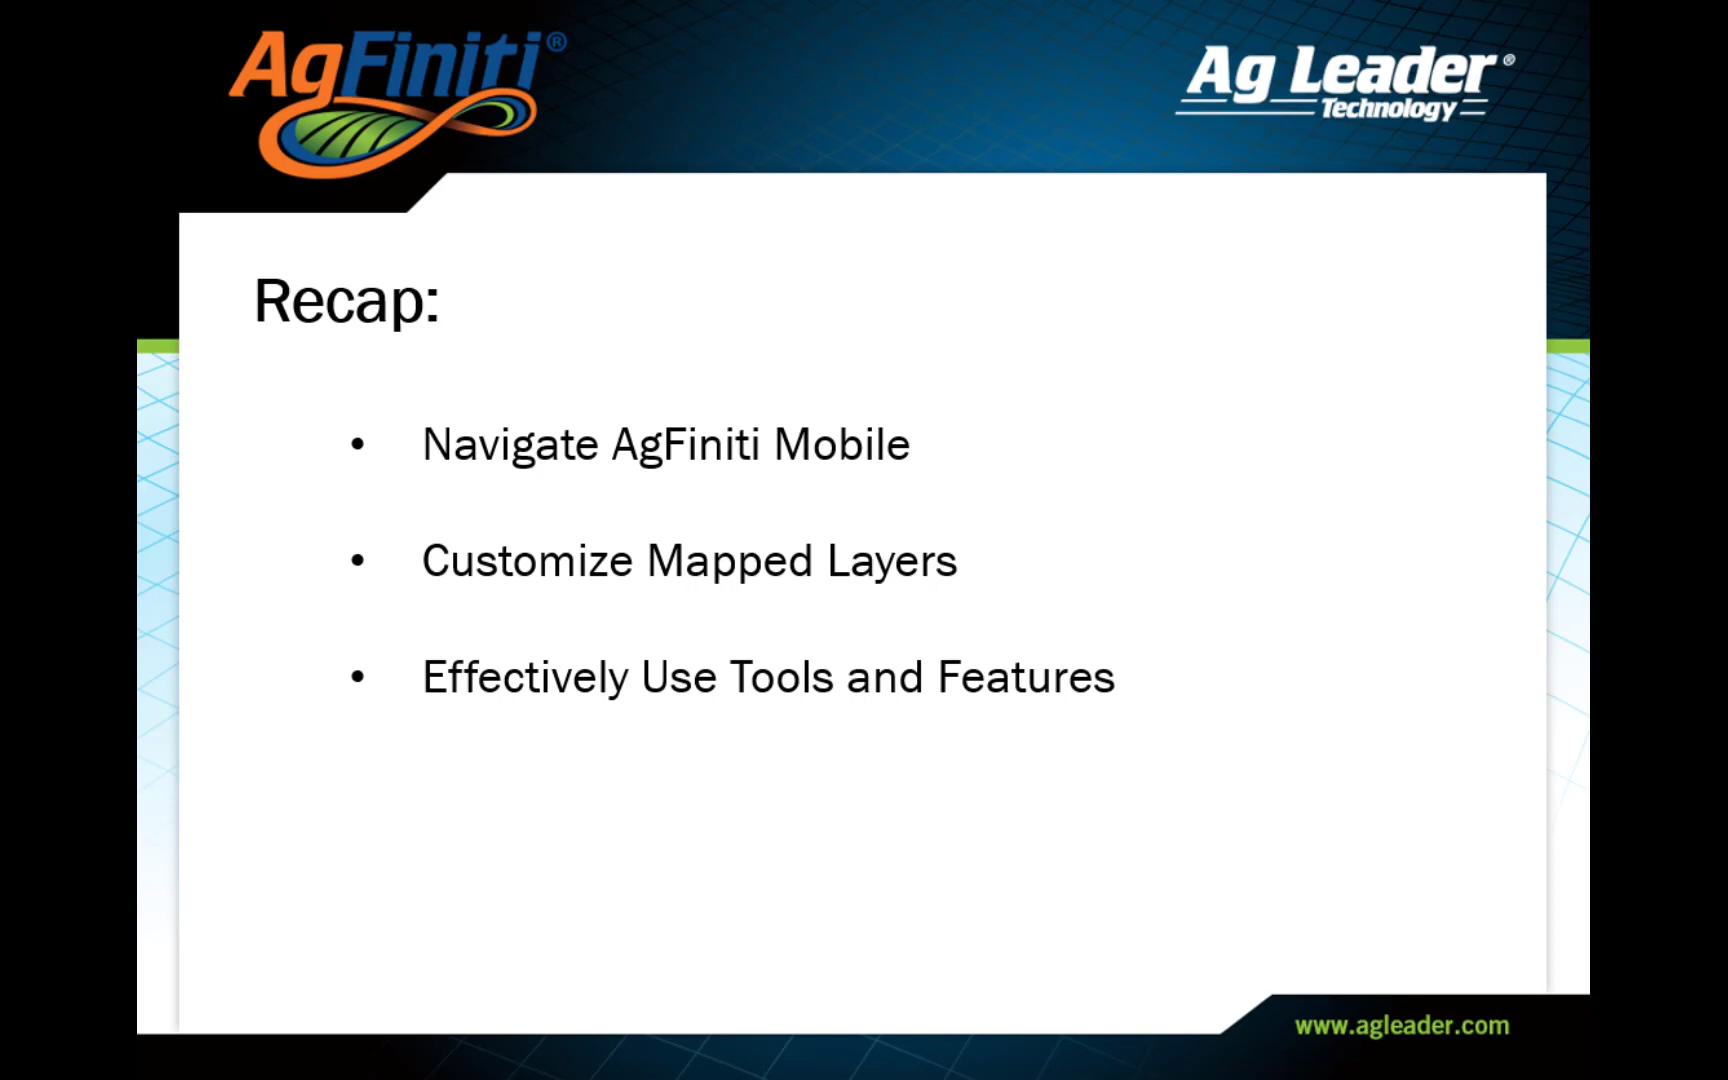 AgFiniti®
Ag Leader®
Technology
Recap:
• Navigate AgFiniti Mobile
• Customize Mapped Layers
• Effectively Use Tools and Features
www.agleader.com